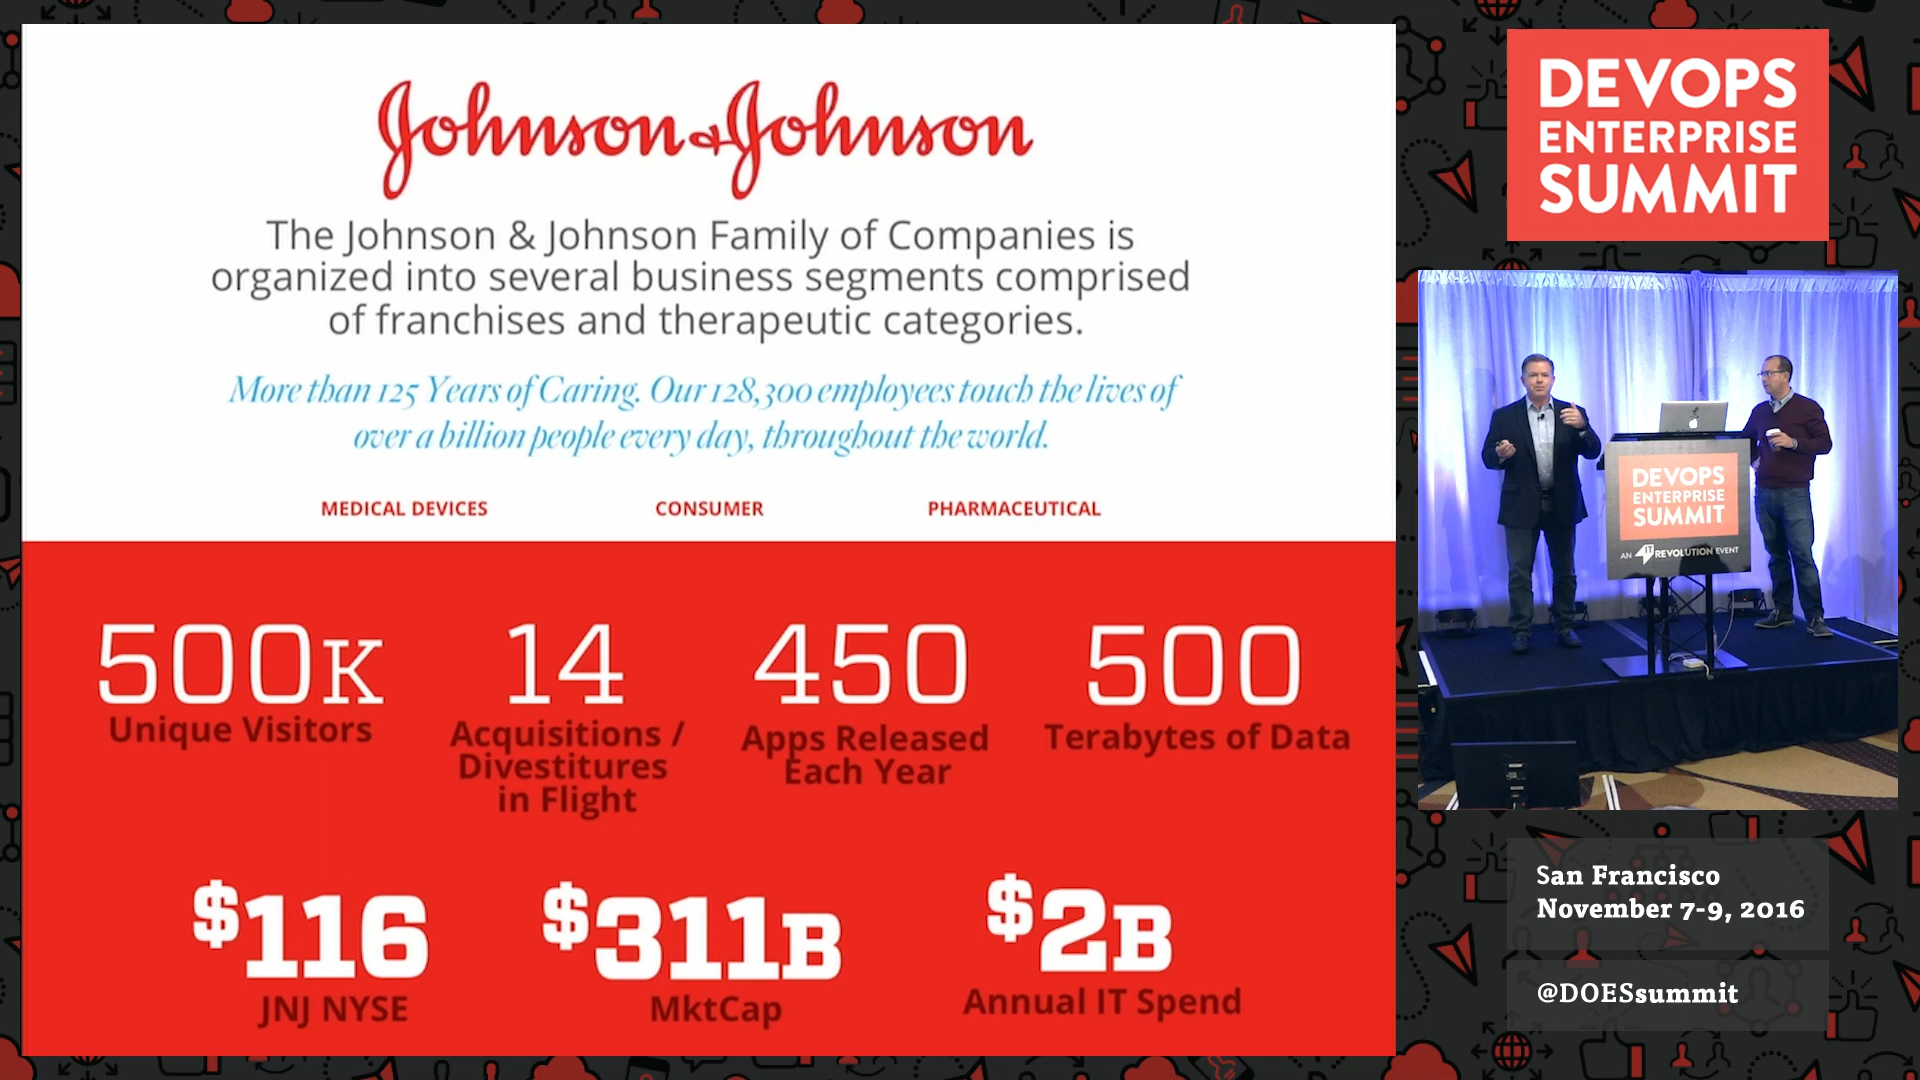 Johnson & Johnson
The Johnson & Johnson Family of Companies is
organized into several business segments comprised
of franchises and therapeutic categories.
More than 125 Years of Caring. Our 128,300 employees touch the lives of
over a billion people every day, throughout the world.
MEDICAL DEVICES CONSUMER PHARMACEUTICAL
500K
Unique Visitors
14
Acquisitions /
Divestitures
in Flight
450
Apps Released
Each Year
500
Terabytes of Data
$116
JNJ NYSE
$311B
MktCap
$2B
Annual IT Spend
DEVOPS
ENTERPRISE
SUMMIT
DEVOPS
ENTERPRISE
SUMMIT
AN IT REVOLUTION EVENT
San Francisco
November 7-9, 2016
@DOESsummit